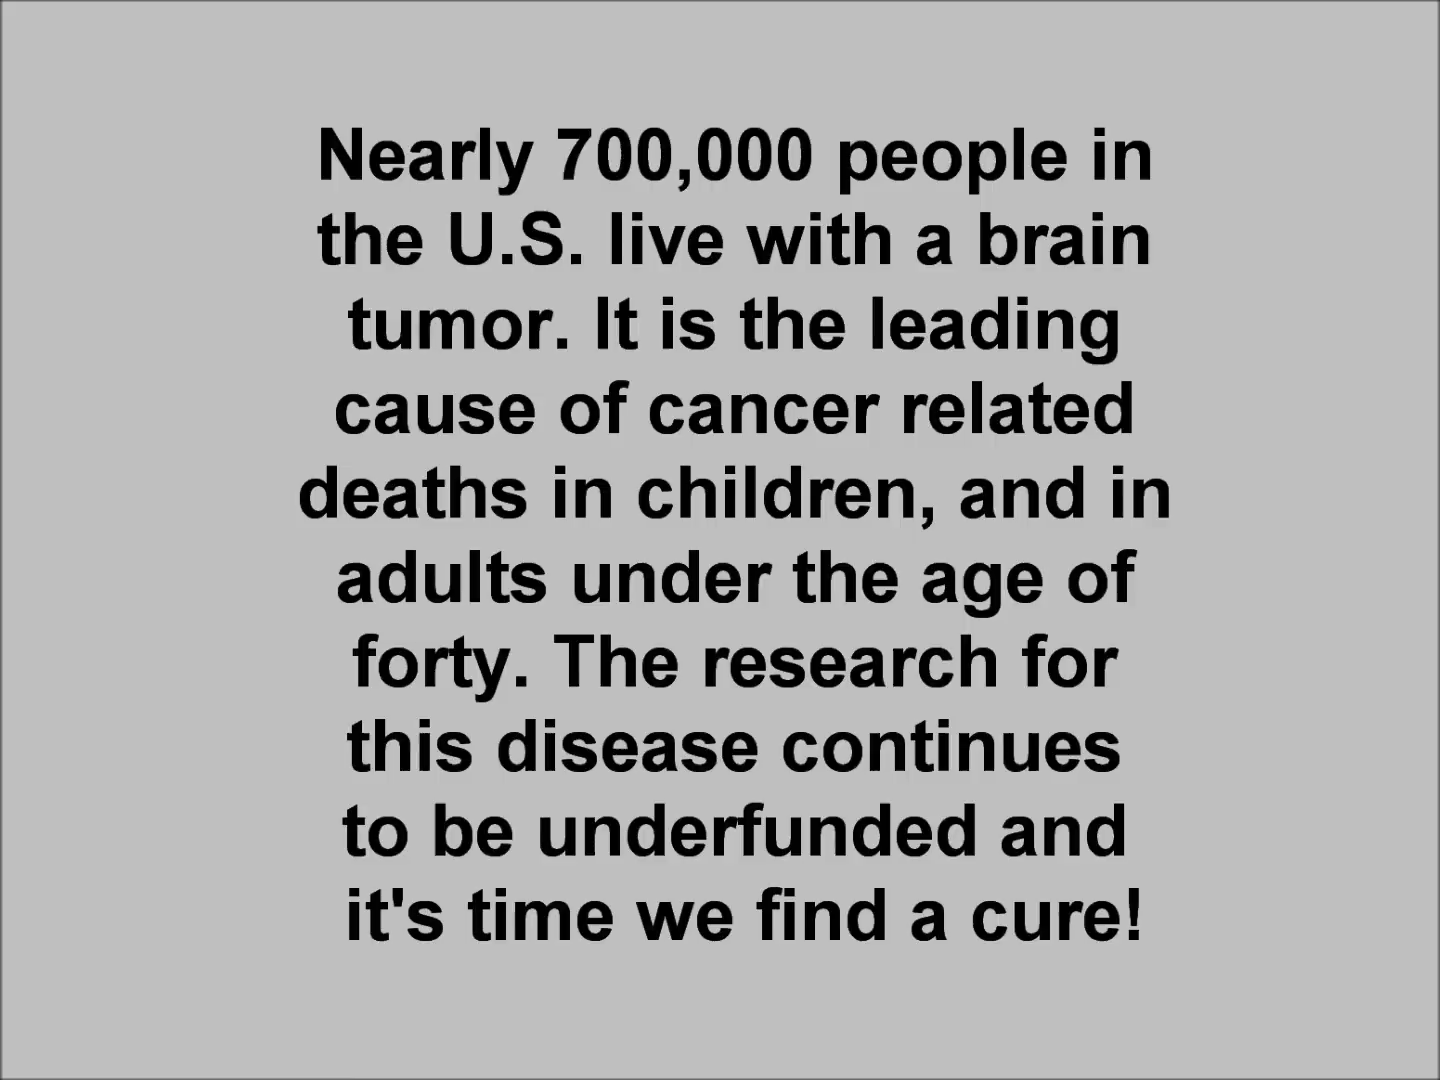 Nearly 700,000 people in
the U.S. live with a brain
tumor. It is the leading
cause of cancer related
deaths in children, and in
adults under the age of
forty. The research for
this disease continues
to be underfunded and
it's time we find a cure!